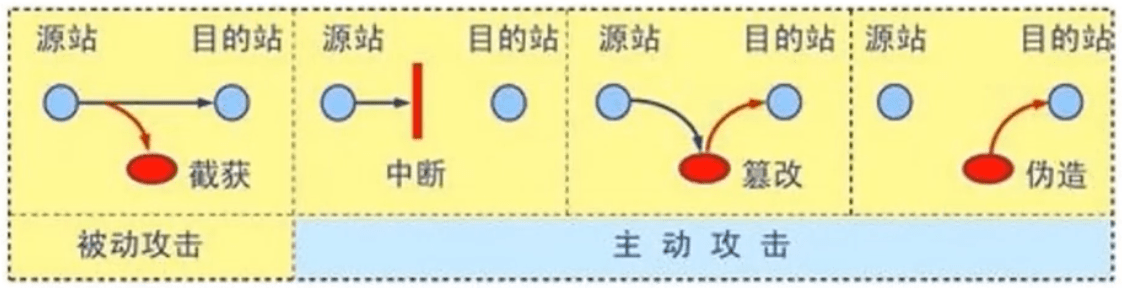 源站 目的站 源站 目的站 源站 目的站 源站 目的站
截获 中断 篡改 伪造
被动攻击 主动攻击